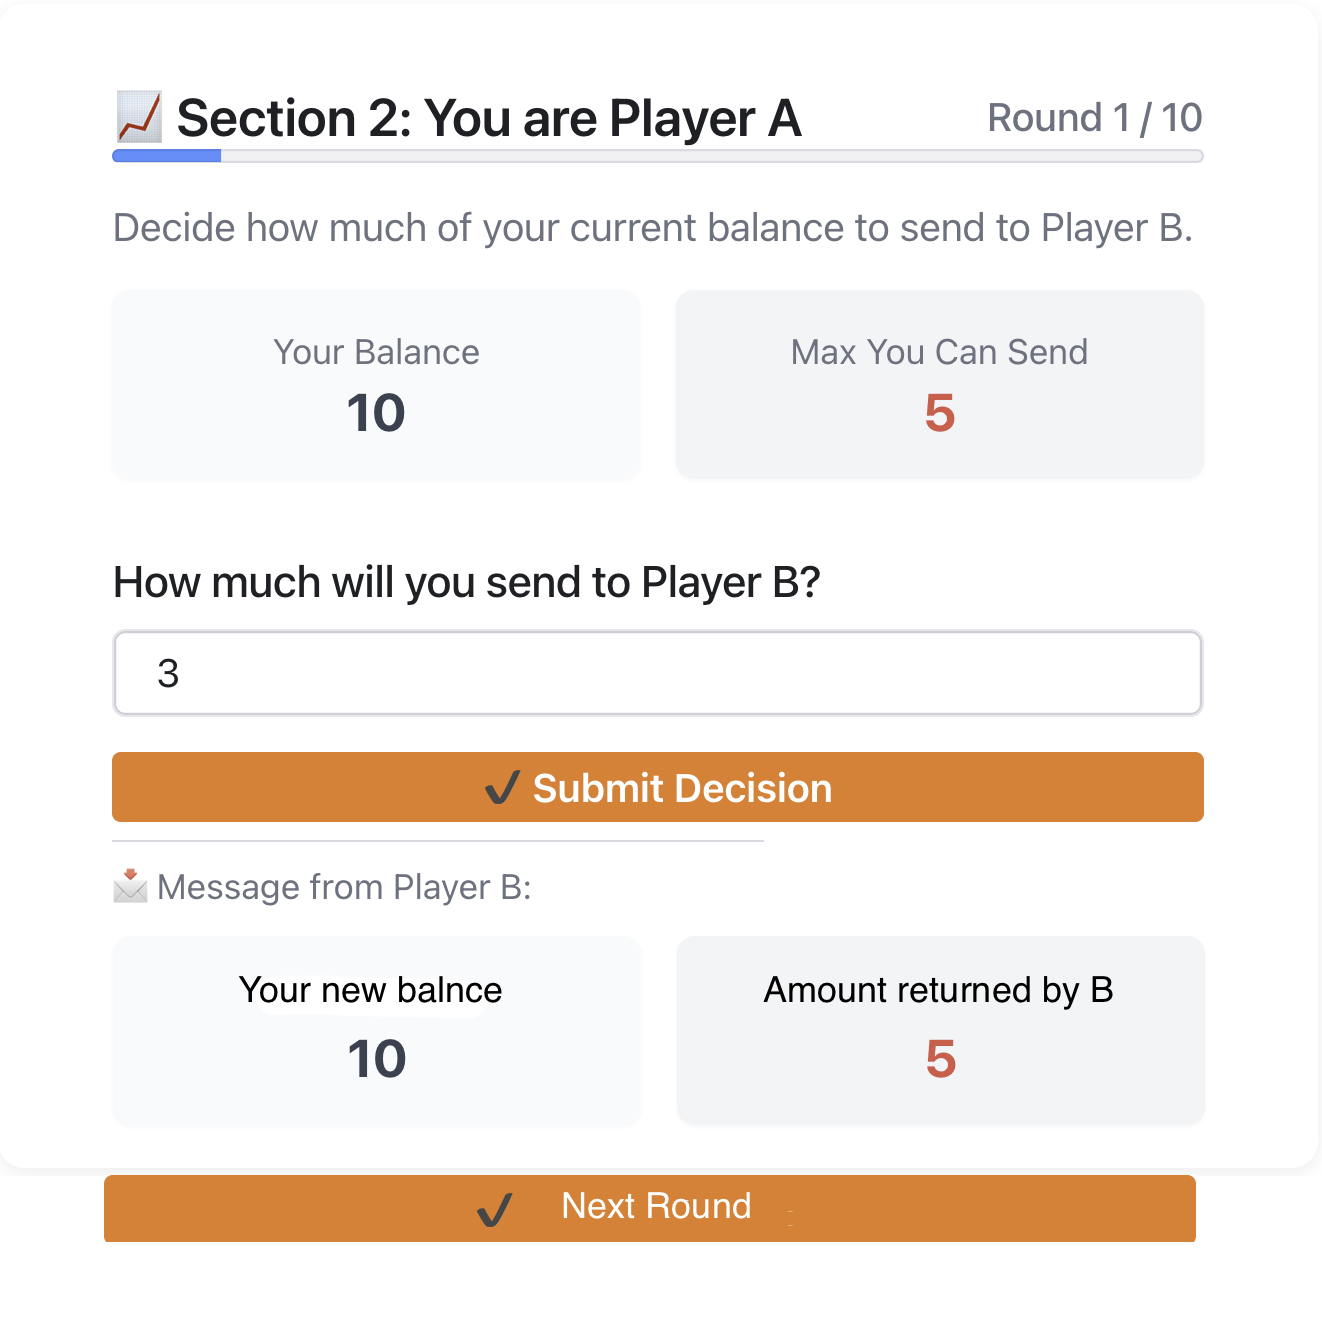 Section 2: You are Player A
Round 1 / 10
Decide how much of your current balance to send to Player B.
Your Balance
10
Max You Can Send
5
How much will you send to Player B?
3
Submit Decision
Message from Player B:
Your new balnce
10
Amount returned by B
5
Next Round